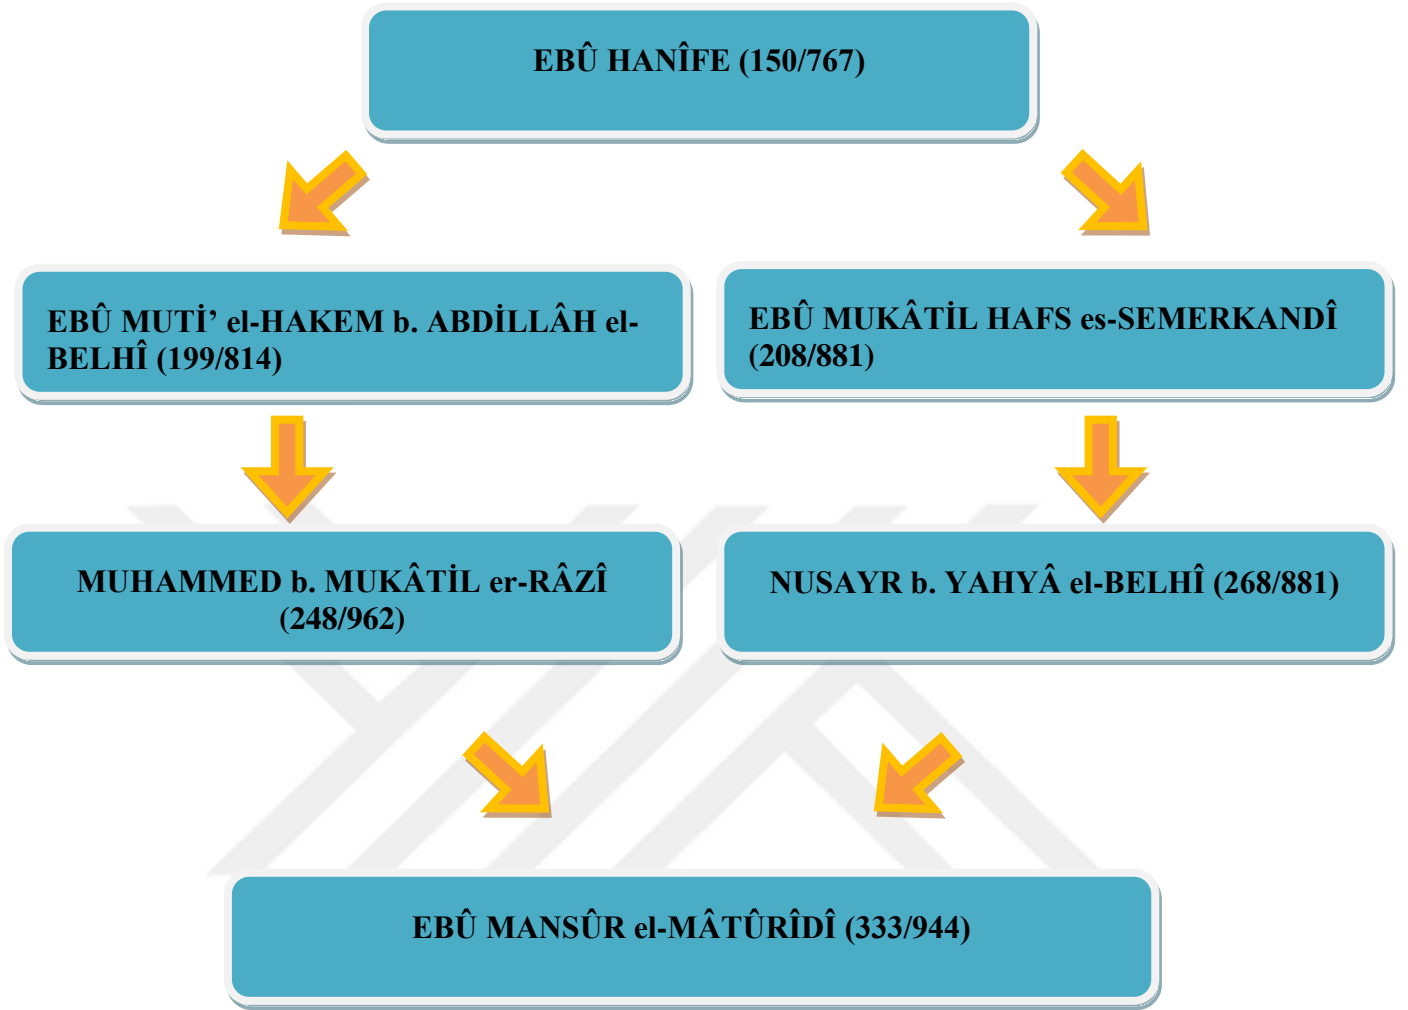 EBÛ HANÎFE (150/767)
EBÛ MUTİ’ el-HAKEM b. ABDİLLÂH el-
BELHÎ (199/814)
EBÛ MUKÂTİL HAFS es-SEMERKANDÎ
(208/881)
MUHAMMED b. MUKÂTİL er-RÂZÎ
(248/962)
NUSAYR b. YAHYÂ el-BELHÎ (268/881)
EBÛ MANSÛR el-MÂTÛRÎDÎ (333/944)